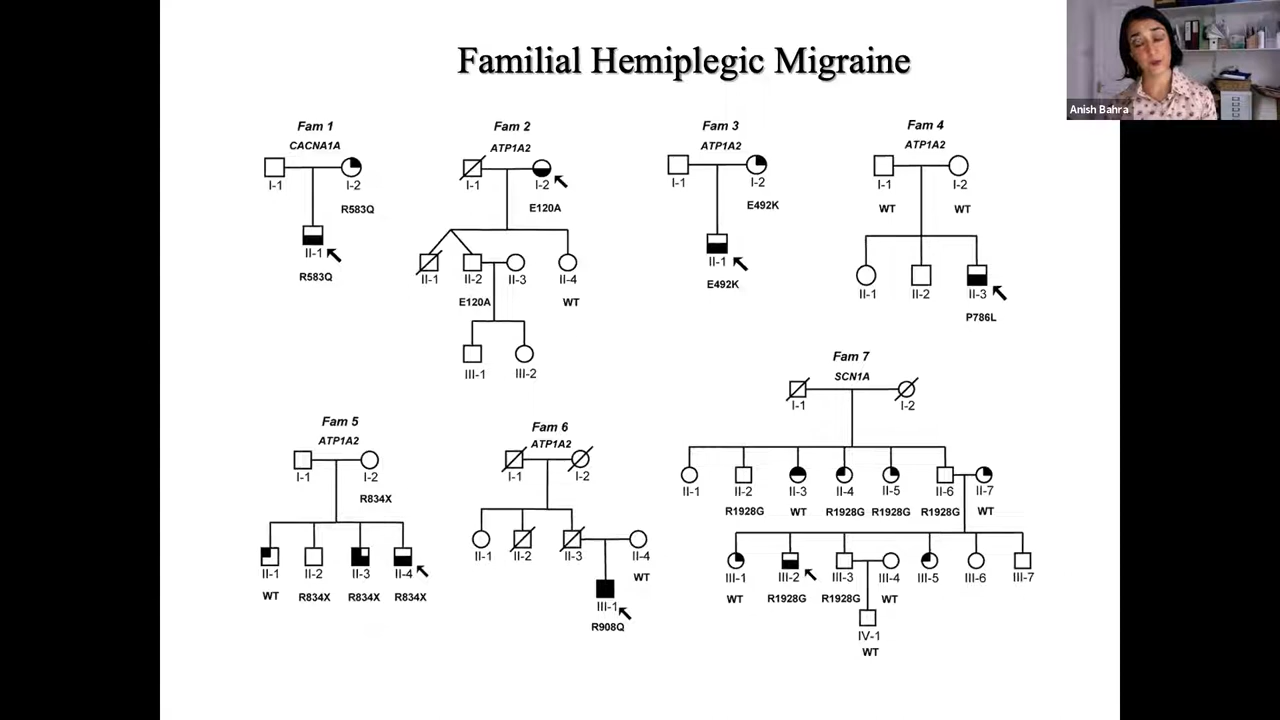 Familial Hemiplegic Migraine
Anish Bahra
Fam 1
CACNA1A
I-1
I-2
R583Q
II-1
R583Q
Fam 2
ATP1A2
I-1
I-2
E120A
II-1
II-2
II-3
II-4
E120A
WT
III-1
III-2
Fam 3
ATP1A2
I-1
I-2
E492K
II-1
E492K
Fam 4
ATP1A2
I-1
I-2
WT
WT
II-1
II-2
II-3
P786L
Fam 5
ATP1A2
I-1
I-2
R834X
II-1
II-2
II-3
II-4
WT
R834X
R834X
R834X
Fam 6
ATP1A2
I-1
I-2
II-1
II-2
II-3
II-4
WT
III-1
R908Q
Fam 7
SCN1A
I-1
I-2
II-1
II-2
II-3
II-4
II-5
II-6
II-7
R1928G
WT
R1928G
R1928G
R1928G
WT
III-1
III-2
III-3
III-4
III-5
III-6
III-7
WT
R1928G
R1928G
WT
IV-1
WT